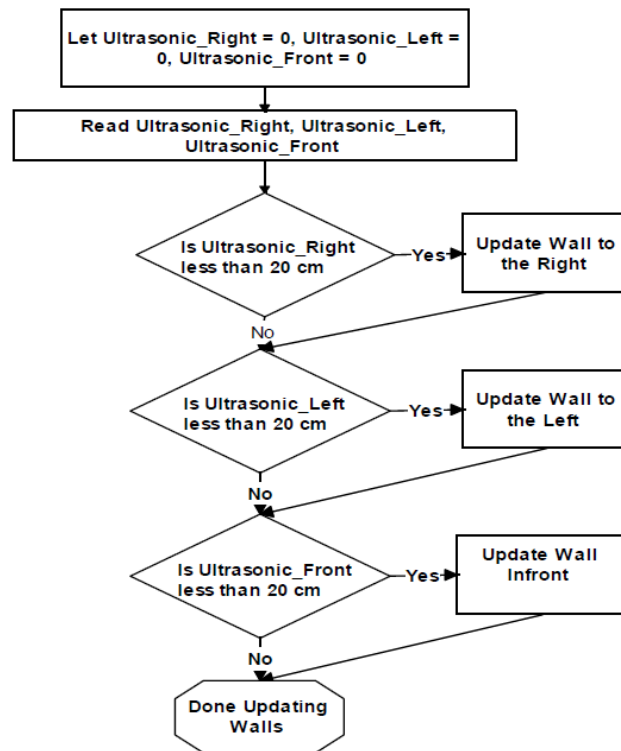 Let Ultrasonic_Right = 0, Ultrasonic_Left =
0, Ultrasonic_Front = 0
Read Ultrasonic_Right, Ultrasonic_Left,
Ultrasonic_Front
Is Ultrasonic_Right
less than 20 cm
Yes
Update Wall to
the Right
No
Is Ultrasonic_Left
less than 20 cm
Yes
Update Wall to
the Left
No
Is Ultrasonic_Front
less than 20 cm
Yes
Update Wall
Infront
No
Done Updating
Walls